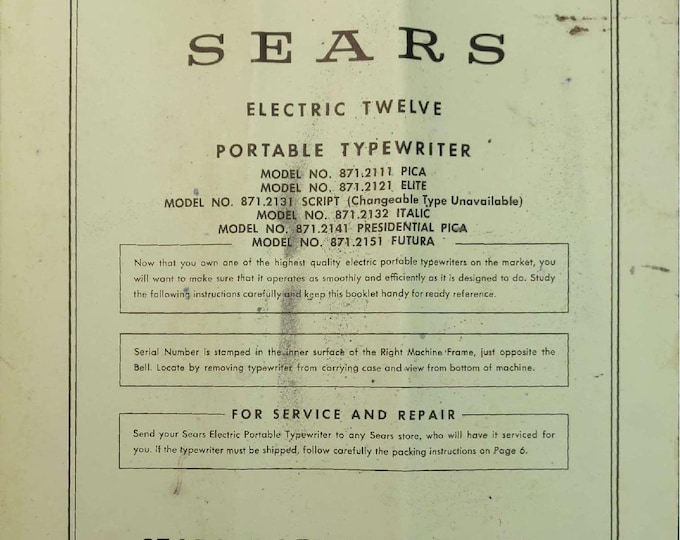 SEARS
ELECTRIC TWELVE
PORTABLE TYPEWRITER
MODEL NO. 871.2111 PICA
MODEL NO. 871.2121 ELITE
MODEL NO. 871.2131 SCRIPT (Changeable Type Unavailable)
MODEL NO. 871.2132 ITALIC
MODEL NO. 871.2141 PRESIDENTIAL PICA
MODEL NO. 871.2151 FUTURA
Now that you own one of the highest quality electric portable typewriters on the market, you
will want to make sure that it operates as smoothly and efficiently as it is designed to do. Study
the following instructions carefully and keep this booklet handy for ready reference.
Serial Number is stamped in the inner surface of the Right Machine Frame, just opposite the
Bell. Locate by removing typewriter from carrying case and view from bottom of machine.
FOR SERVICE AND REPAIR
Send your Sears Electric Portable Typewriter to any Sears store, who will have it serviced for
you. If the typewriter must be shipped, follow carefully the packing instructions on Page 6.